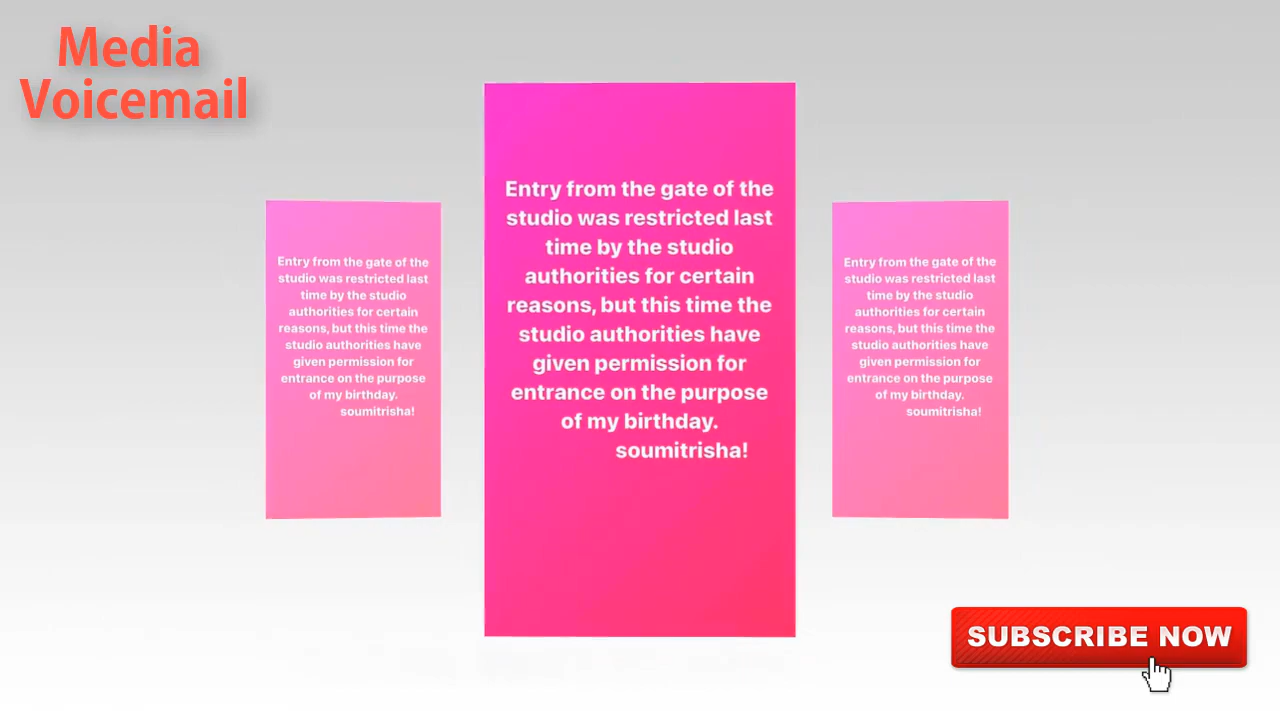 Media
Voicemail
Entry from the gate of the
studio was restricted last
time by the studio
authorities for certain
reasons, but this time the
studio authorities have
given permission for
entrance on the purpose
of my birthday.
soumitrisha!
Entry from the gate of the
studio was restricted last
time by the studio
authorities for certain
reasons, but this time the
studio authorities have
given permission for
entrance on the purpose
of my birthday.
soumitrisha!
Entry from the gate of the
studio was restricted last
time by the studio
authorities for certain
reasons, but this time the
studio authorities have
given permission for
entrance on the purpose
of my birthday.
soumitrisha!
SUBSCRIBE NOW